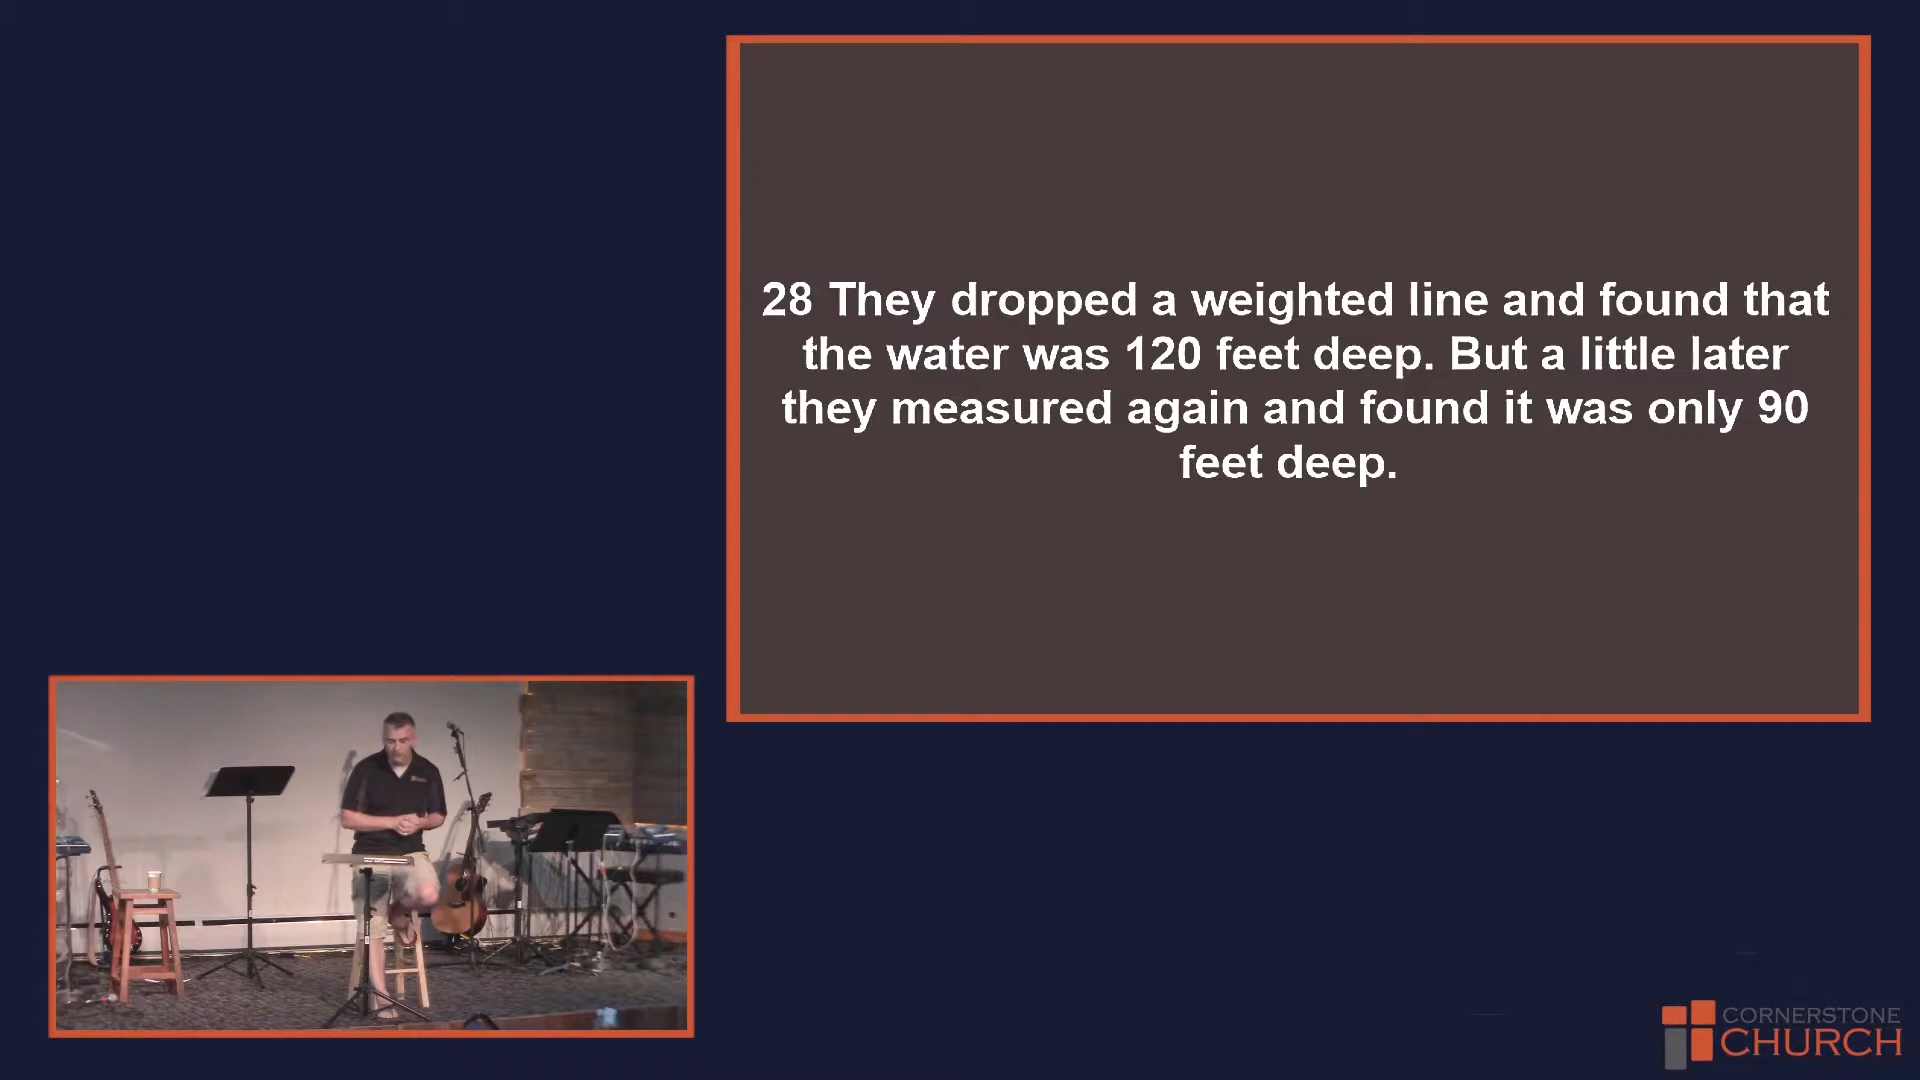 28 They dropped a weighted line and found that
the water was 120 feet deep. But a little later
they measured again and found it was only 90
feet deep.
CORNERSTONE
CHURCH